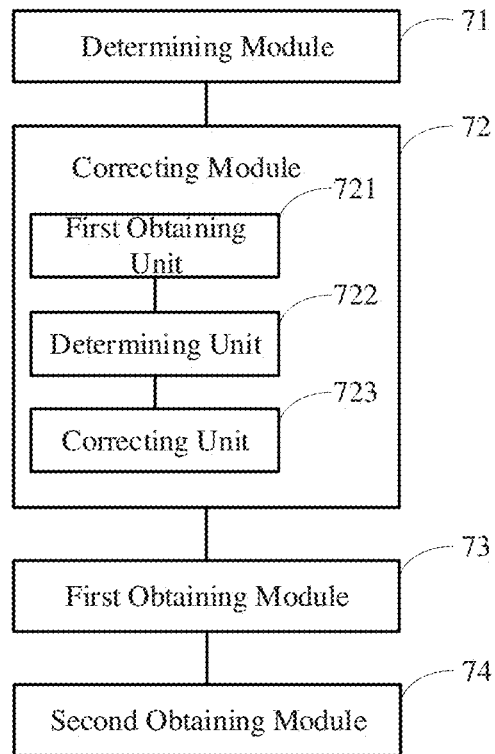 71
Determining Module
72
Correcting Module
721
First Obtaining
Unit
722
Determining Unit
723
Correcting Unit
73
First Obtaining Module
74
Second Obtaining Module